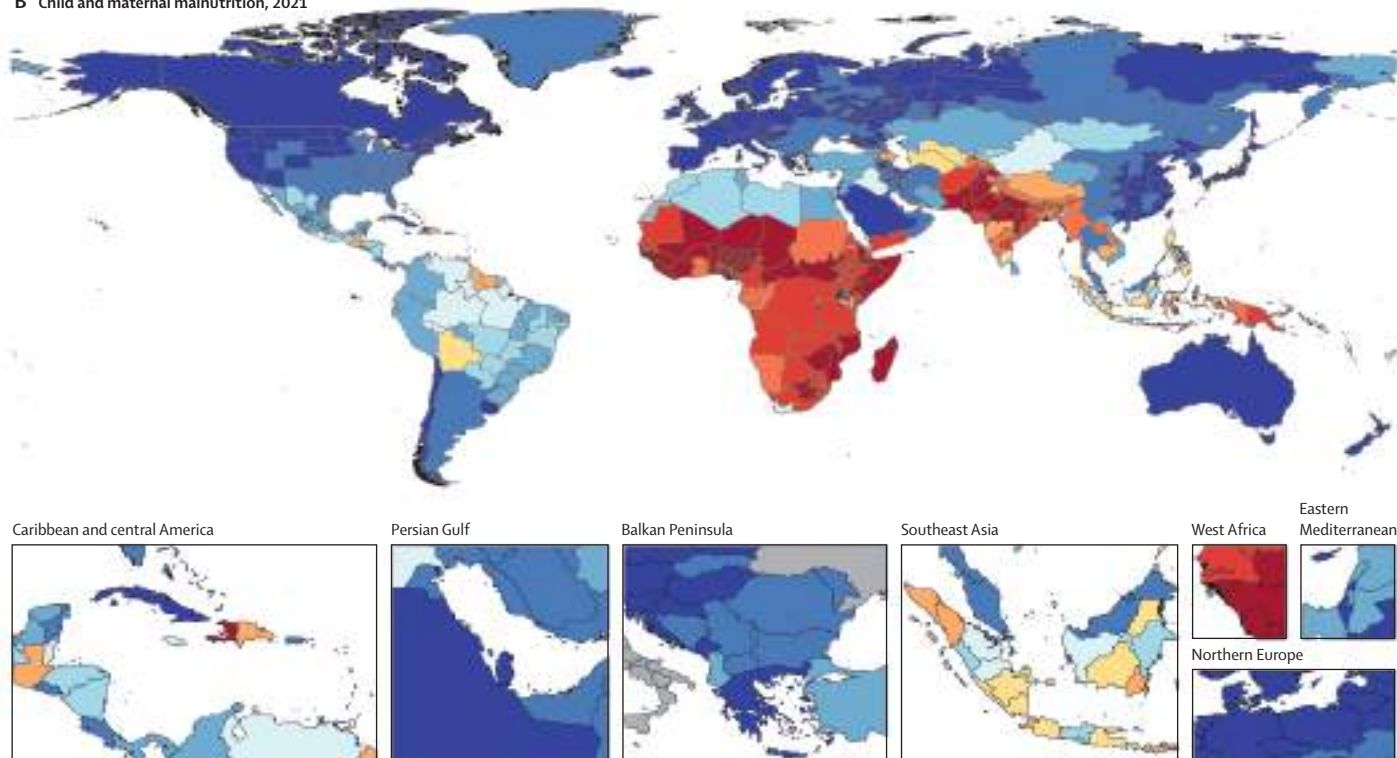 B Child and maternal malnutrition, 2021
Caribbean and central America
Persian Gulf
Balkan Peninsula
Southeast Asia
West Africa
Eastern
Mediterranean
Northern Europe